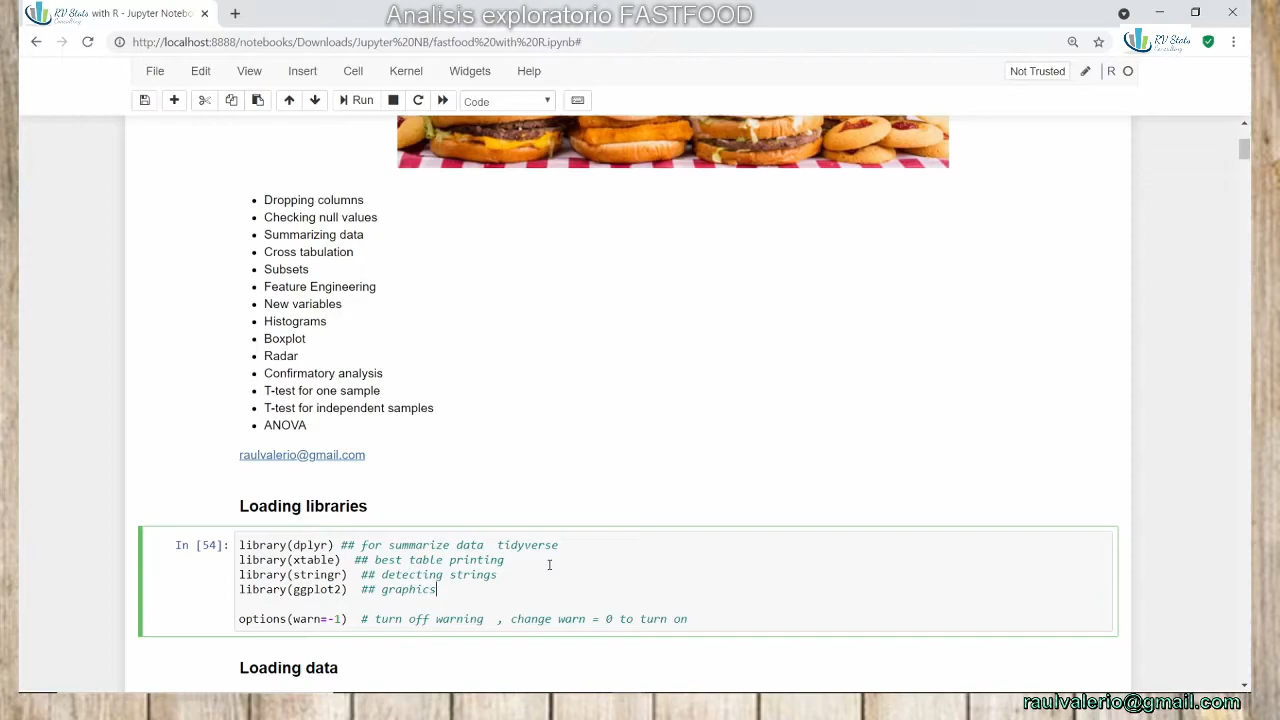 Analisis exploratorio FASTFOOD
RV Stats Consulting
with R - Jupyter Notebo
http://localhost:8888/notebooks/Downloads/Jupyter%20NB/fastfood%20with%20R.ipynb#
RV Stats Consulting
File Edit View Insert Cell Kernel Widgets Help Not Trusted R
Run Code
Dropping columns
Checking null values
Summarizing data
Cross tabulation
Subsets
Feature Engineering
New variables
Histograms
Boxplot
Radar
Confirmatory analysis
T-test for one sample
T-test for independent samples
ANOVA
raulvalerio@gmail.com
Loading libraries
In [54]: library(dplyr) ## for summarize data tidyverse
library(xtable) ## best table printing
library(stringr) ## detecting strings
library(ggplot2) ## graphics
options(warn=-1) # turn off warning , change warn = 0 to turn on
Loading data
raulvalerio@gmail.com